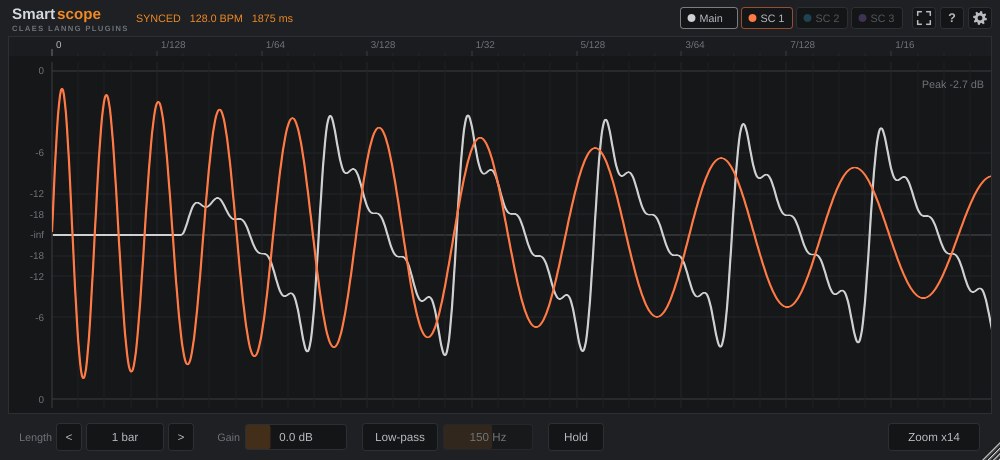 Smartscope SYNCED 128.0 BPM 1875 ms Main SC 1 SC 2 SC 3 ?
CLAES LANNG PLUGINS
0 1/128 1/64 3/128 1/32 5/128 3/64 7/128 1/16
0
Peak -2.7 dB
-6
-12
-18
-inf
-18
-12
-6
0
Length < 1 bar > Gain 0.0 dB Low-pass 150 Hz Hold Zoom x14